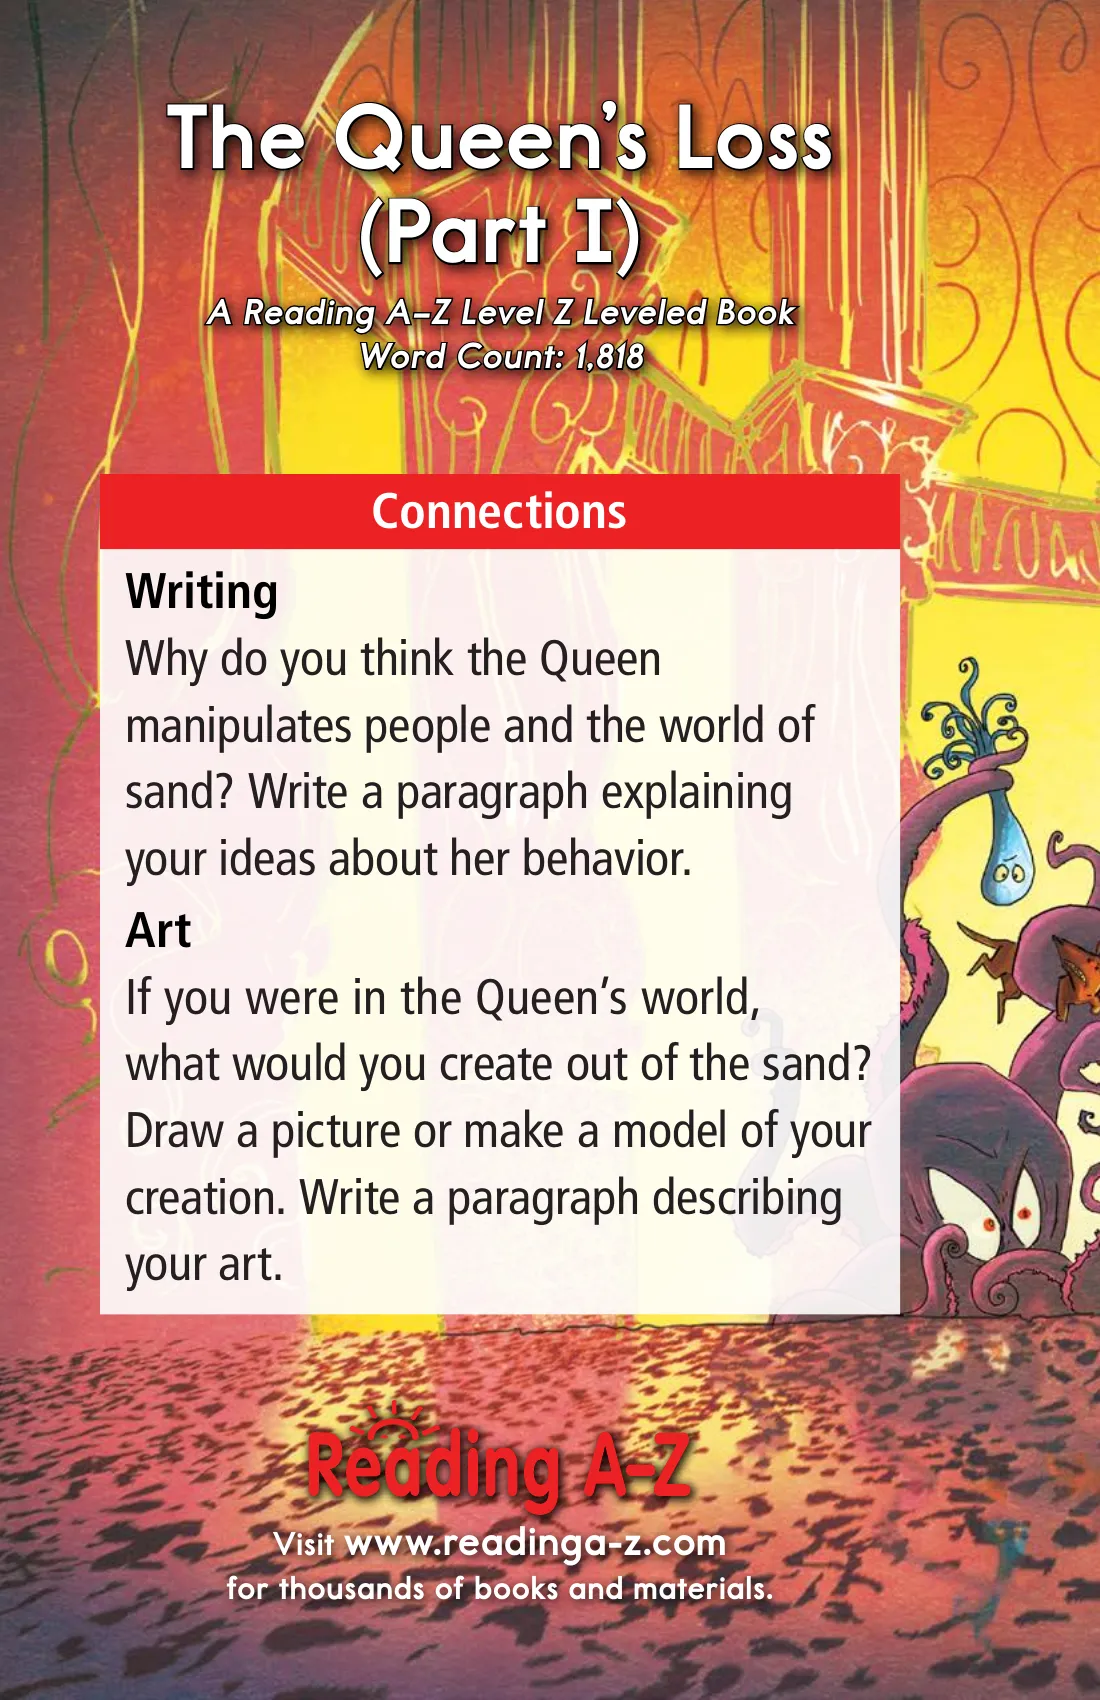 The Queen's Loss
(Part I)
A Reading A–Z Level Z Leveled Book
Word Count: 1,818
Connections
Writing
Why do you think the Queen
manipulates people and the world of
sand? Write a paragraph explaining
your ideas about her behavior.
Art
If you were in the Queen's world,
what would you create out of the sand?
Draw a picture or make a model of your
creation. Write a paragraph describing
your art.
Reading A–Z
Visit www.readinga-z.com
for thousands of books and materials.